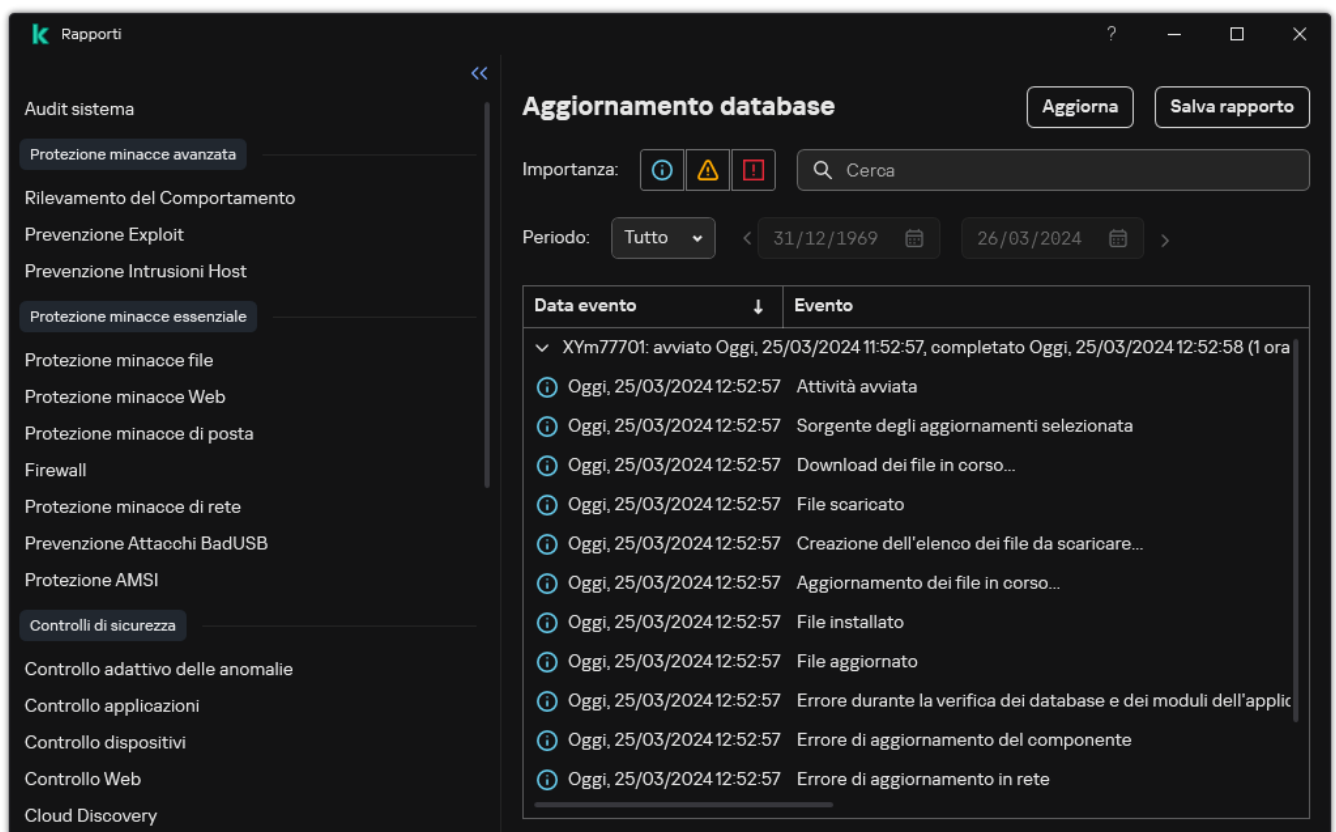 Rapporti
?
Audit sistema
Protezione minacce avanzata
Rilevamento del Comportamento
Prevenzione Exploit
Prevenzione Intrusioni Host
Protezione minacce essenziale
Protezione minacce file
Protezione minacce Web
Protezione minacce di posta
Firewall
Protezione minacce di rete
Prevenzione Attacchi BadUSB
Protezione AMSI
Controlli di sicurezza
Controllo adattivo delle anomalie
Controllo applicazioni
Controllo dispositivi
Controllo Web
Cloud Discovery
Aggiornamento database
Aggiorna
Salva rapporto
Importanza:
Cerca
Periodo: Tutto 31/12/1969 26/03/2024
Data evento Evento
XYm77701: avviato Oggi, 25/03/2024 11:52:57, completato Oggi, 25/03/2024 12:52:58 (1 ora
Oggi, 25/03/2024 12:52:57 Attività avviata
Oggi, 25/03/2024 12:52:57 Sorgente degli aggiornamenti selezionata
Oggi, 25/03/2024 12:52:57 Download dei file in corso...
Oggi, 25/03/2024 12:52:57 File scaricato
Oggi, 25/03/2024 12:52:57 Creazione dell'elenco dei file da scaricare...
Oggi, 25/03/2024 12:52:57 Aggiornamento dei file in corso...
Oggi, 25/03/2024 12:52:57 File installato
Oggi, 25/03/2024 12:52:57 File aggiornato
Oggi, 25/03/2024 12:52:57 Errore durante la verifica dei database e dei moduli dell'applic
Oggi, 25/03/2024 12:52:57 Errore di aggiornamento del componente
Oggi, 25/03/2024 12:52:57 Errore di aggiornamento in rete